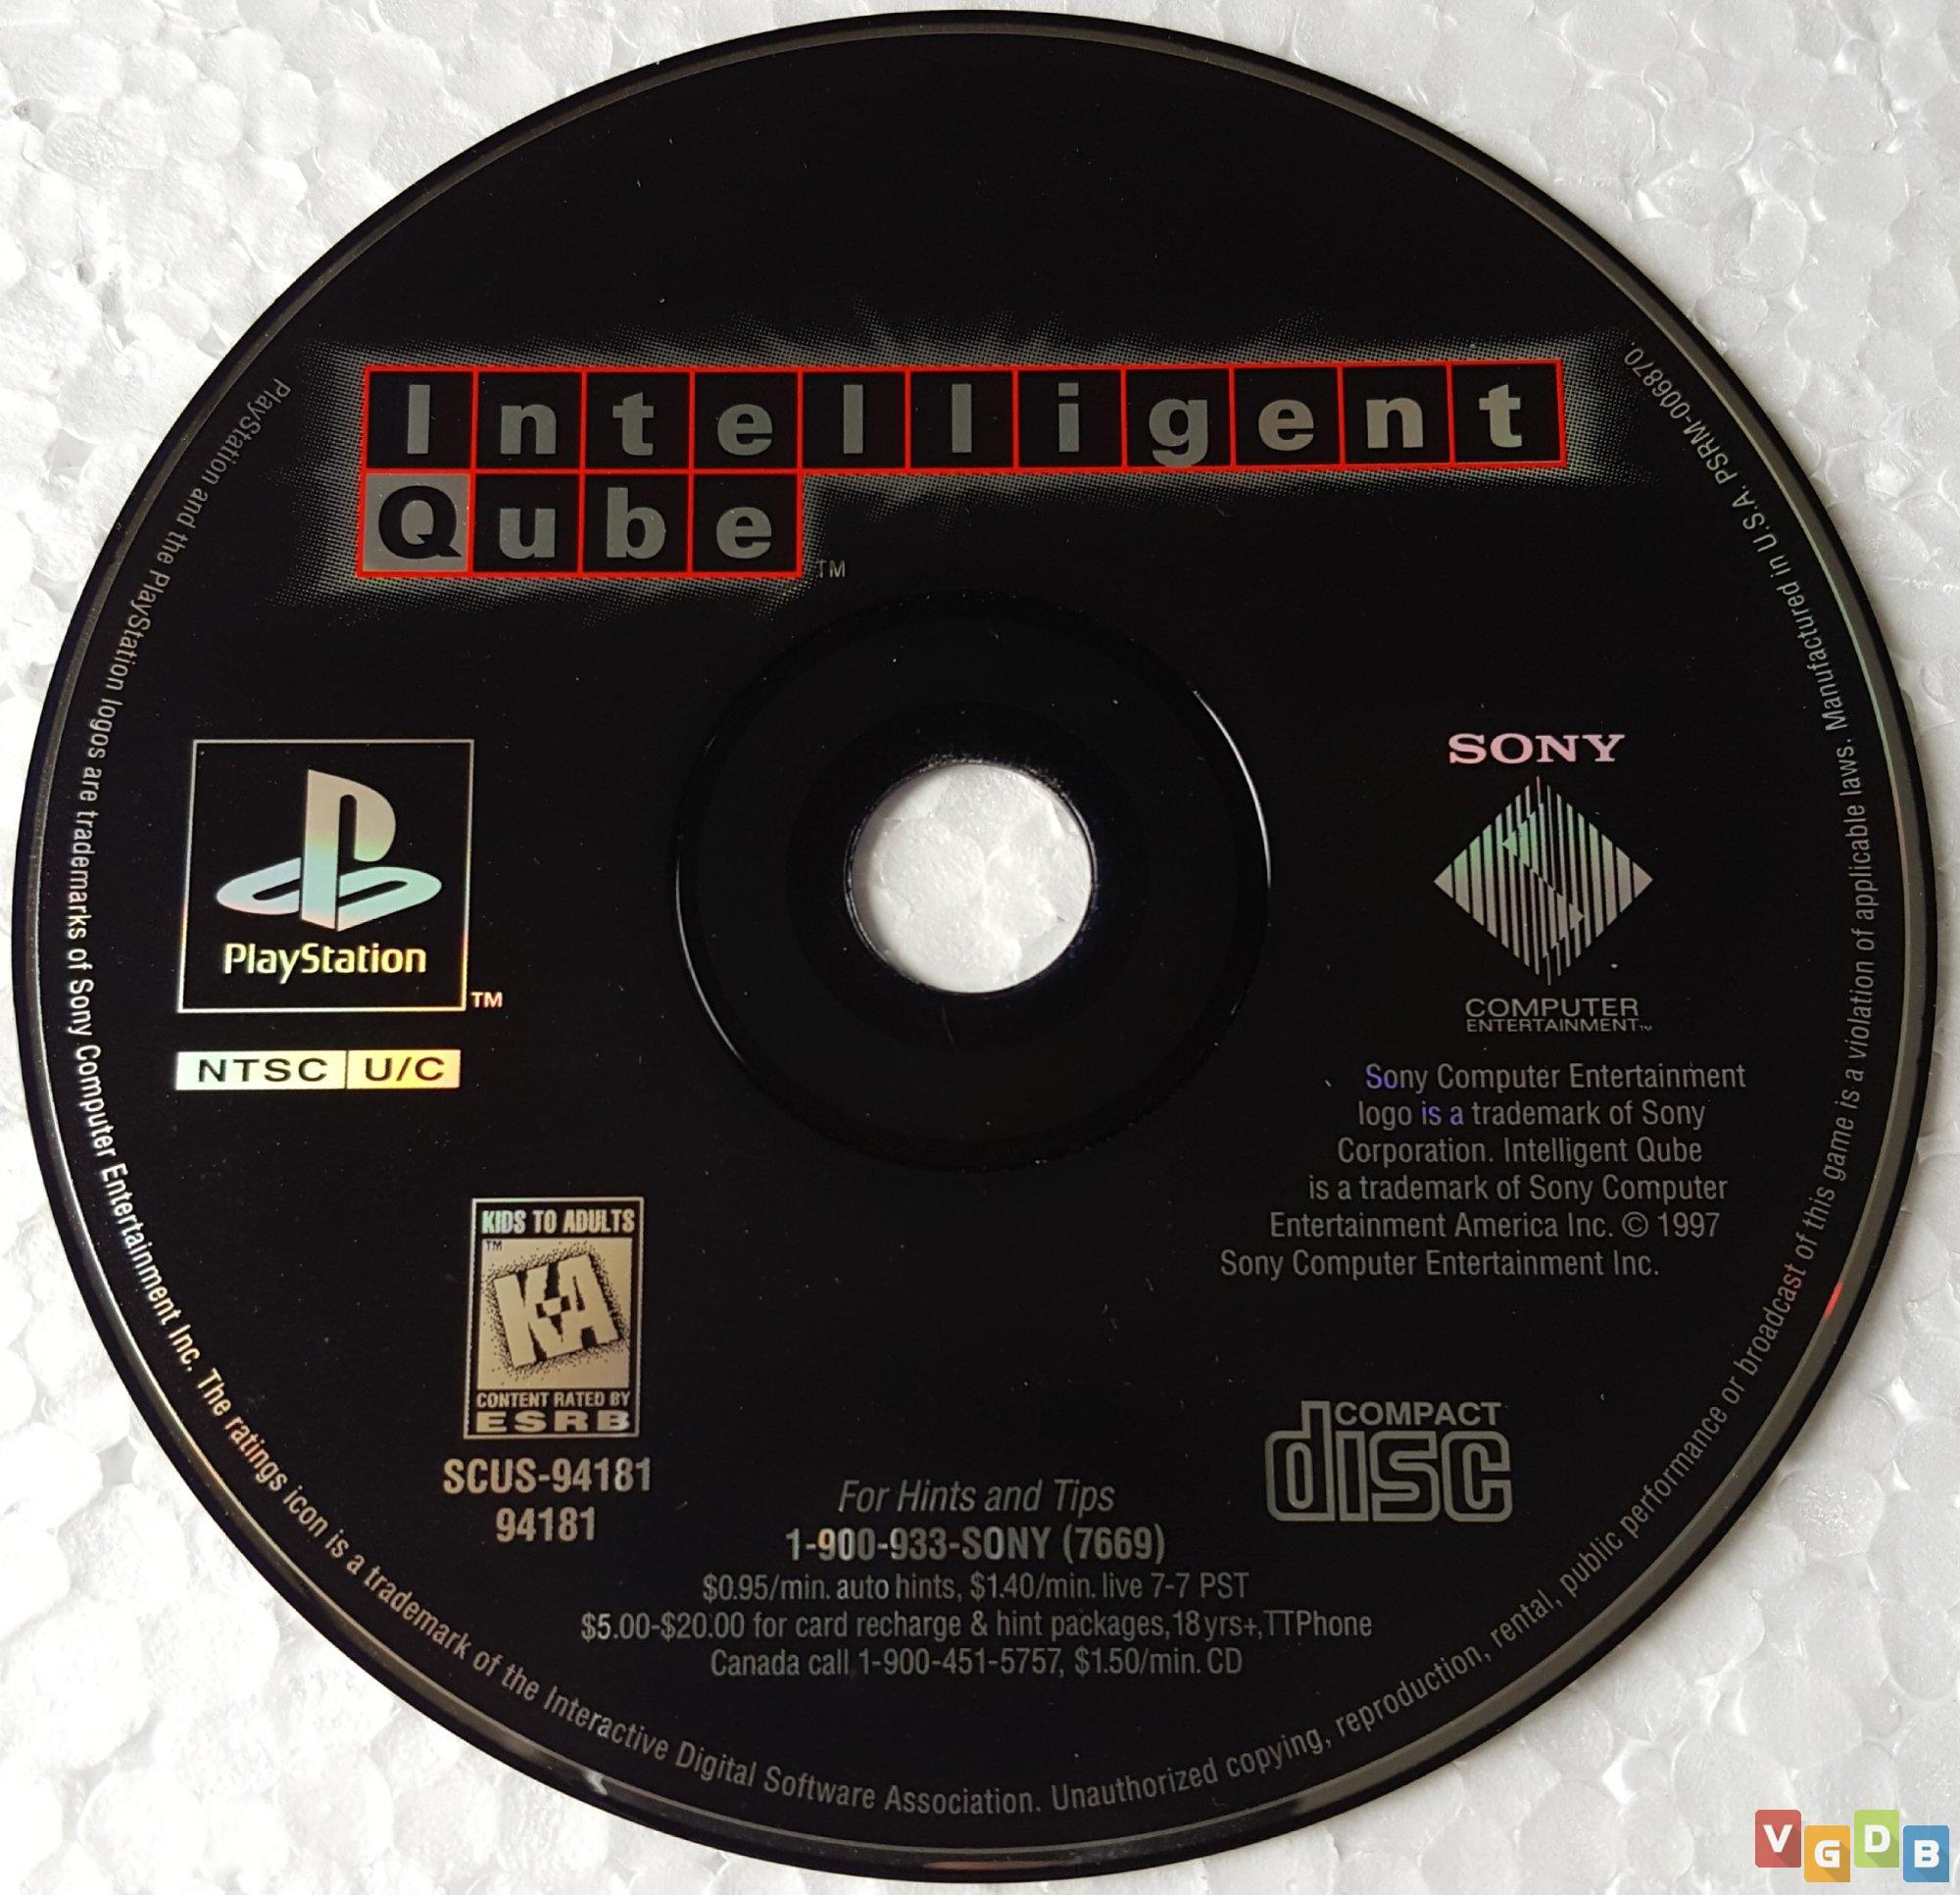 Intelligent
Qube
TM
PlayStation
TM
NTSC U/C
SONY
COMPUTER
ENTERTAINMENT™
Sony Computer Entertainment
logo is a trademark of Sony
Corporation. Intelligent Qube
is a trademark of Sony Computer
Entertainment America Inc. © 1997
Sony Computer Entertainment Inc.
KIDS TO ADULTS
TM
K-A
CONTENT RATED BY
ESRB
SCUS-94181
94181
For Hints and Tips
1-900-933-SONY (7669)
$0.95/min. auto hints, $1.40/min. live 7-7 PST
$5.00-$20.00 for card recharge & hint packages, 18 yrs+, TTPhone
Canada call 1-900-451-5757, $1.50/min. CD
COMPACT
disc
PlayStation and the PlayStation logos are trademarks of Sony Computer Entertainment Inc. The ratings icon is a trademark of the Interactive Digital Software Association. Unauthorized copying, reproduction, rental, public performance or broadcast of this game is a violation of applicable laws. Manufactured in U.S.A. PSRM-006870.
VGDB